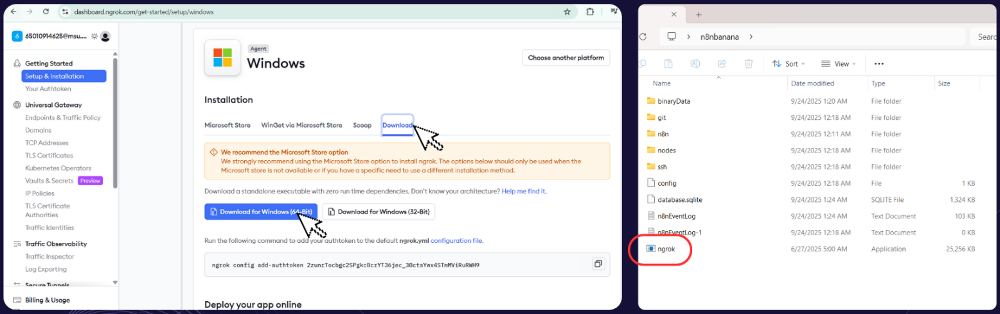 dashboard.ngrok.com/get-started/setup/windows
6
65010914625@msu....
Getting Started
Setup & Installation
Your Authtoken
Universal Gateway
Endpoints & Traffic Policy
Domains
TCP Addresses
TLS Certificates
Kubernetes Operators
Vaults & Secrets Preview
IP Policies
TLS Certificate
Authorities
Traffic Identities
Traffic Observability
Traffic Inspector
Log Exporting
Secure Tunnels
Billing & Usage
Agent
Windows
Choose another platform
Installation
Microsoft Store WinGet via Microsoft Store Scoop Download
We recommend the Microsoft Store option
We strongly recommend using the Microsoft Store option to install ngrok. The options below should only be used when the
Microsoft store is not available or if you have a specific need to use a different installation method.
Download a standalone executable with zero run time dependencies. Don't know your architecture? Help me find it.
Download for Windows (64-Bit) Download for Windows (32-Bit)
Run the following command to add your authtoken to the default ngrok.yml configuration file.
ngrok config add-authtoken 2zunrTocbgc2SPgkcBcrYT36jec_38ctsYwx4STmMViRuRWH9
Deploy your app online
n8nbanana
Searc
Sort View
Name Date modified Type Size
binaryData 9/24/2025 1:20 AM File folder
git 9/24/2025 12:18 AM File folder
n8n 9/24/2025 12:11 AM File folder
nodes 9/24/2025 12:18 AM File folder
ssh 9/24/2025 12:18 AM File folder
config 9/24/2025 12:18 AM File 1 KB
database.sqlite 9/24/2025 1:24 AM SQLITE File 1,324 KB
n8nEventLog 9/24/2025 1:24 AM Text Document 103 KB
n8nEventLog-1 9/24/2025 12:18 AM Text Document 0 KB
ngrok 6/27/2025 5:00 AM Application 25,256 KB